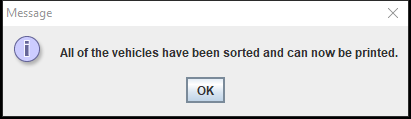 Message
All of the vehicles have been sorted and can now be printed.
OK